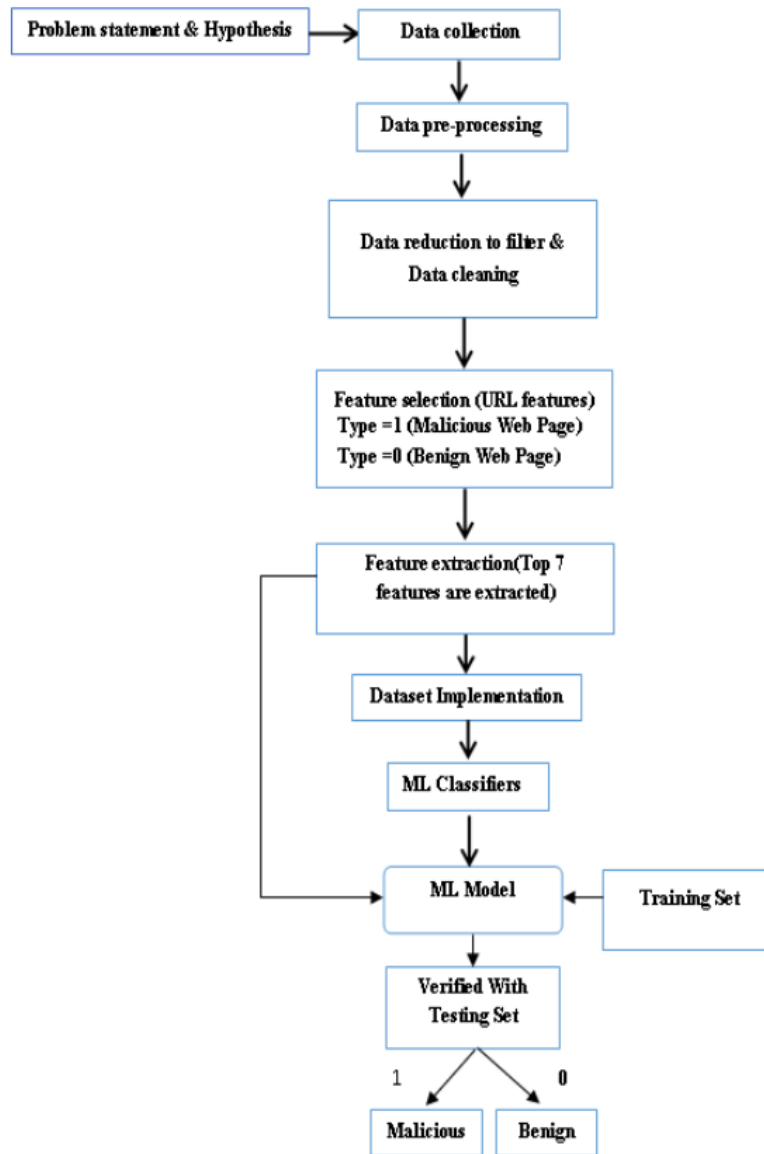 Problem statement & Hypothesis
Data collection
Data pre-processing
Data reduction to filter &
Data cleaning
Feature selection (URL features)
Type =1 (Malicious Web Page)
Type =0 (Benign Web Page)
Feature extraction(Top 7
features are extracted)
Dataset Implementation
ML Classifiers
ML Model
Training Set
Verified With
Testing Set
1
0
Malicious
Benign